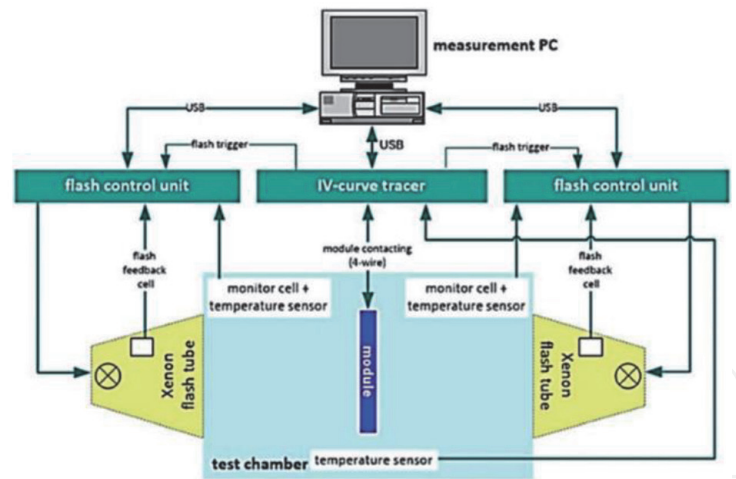 measurement PC
USB
USB
USB
flash trigger
flash trigger
flash control unit
IV-curve tracer
flash control unit
flash
feedback
cell
module contacting
(4-wire)
flash
feedback
cell
monitor cell +
temperature sensor
monitor cell +
temperature sensor
Xenon
flash tube
module
Xenon
flash tube
test chamber
temperature sensor